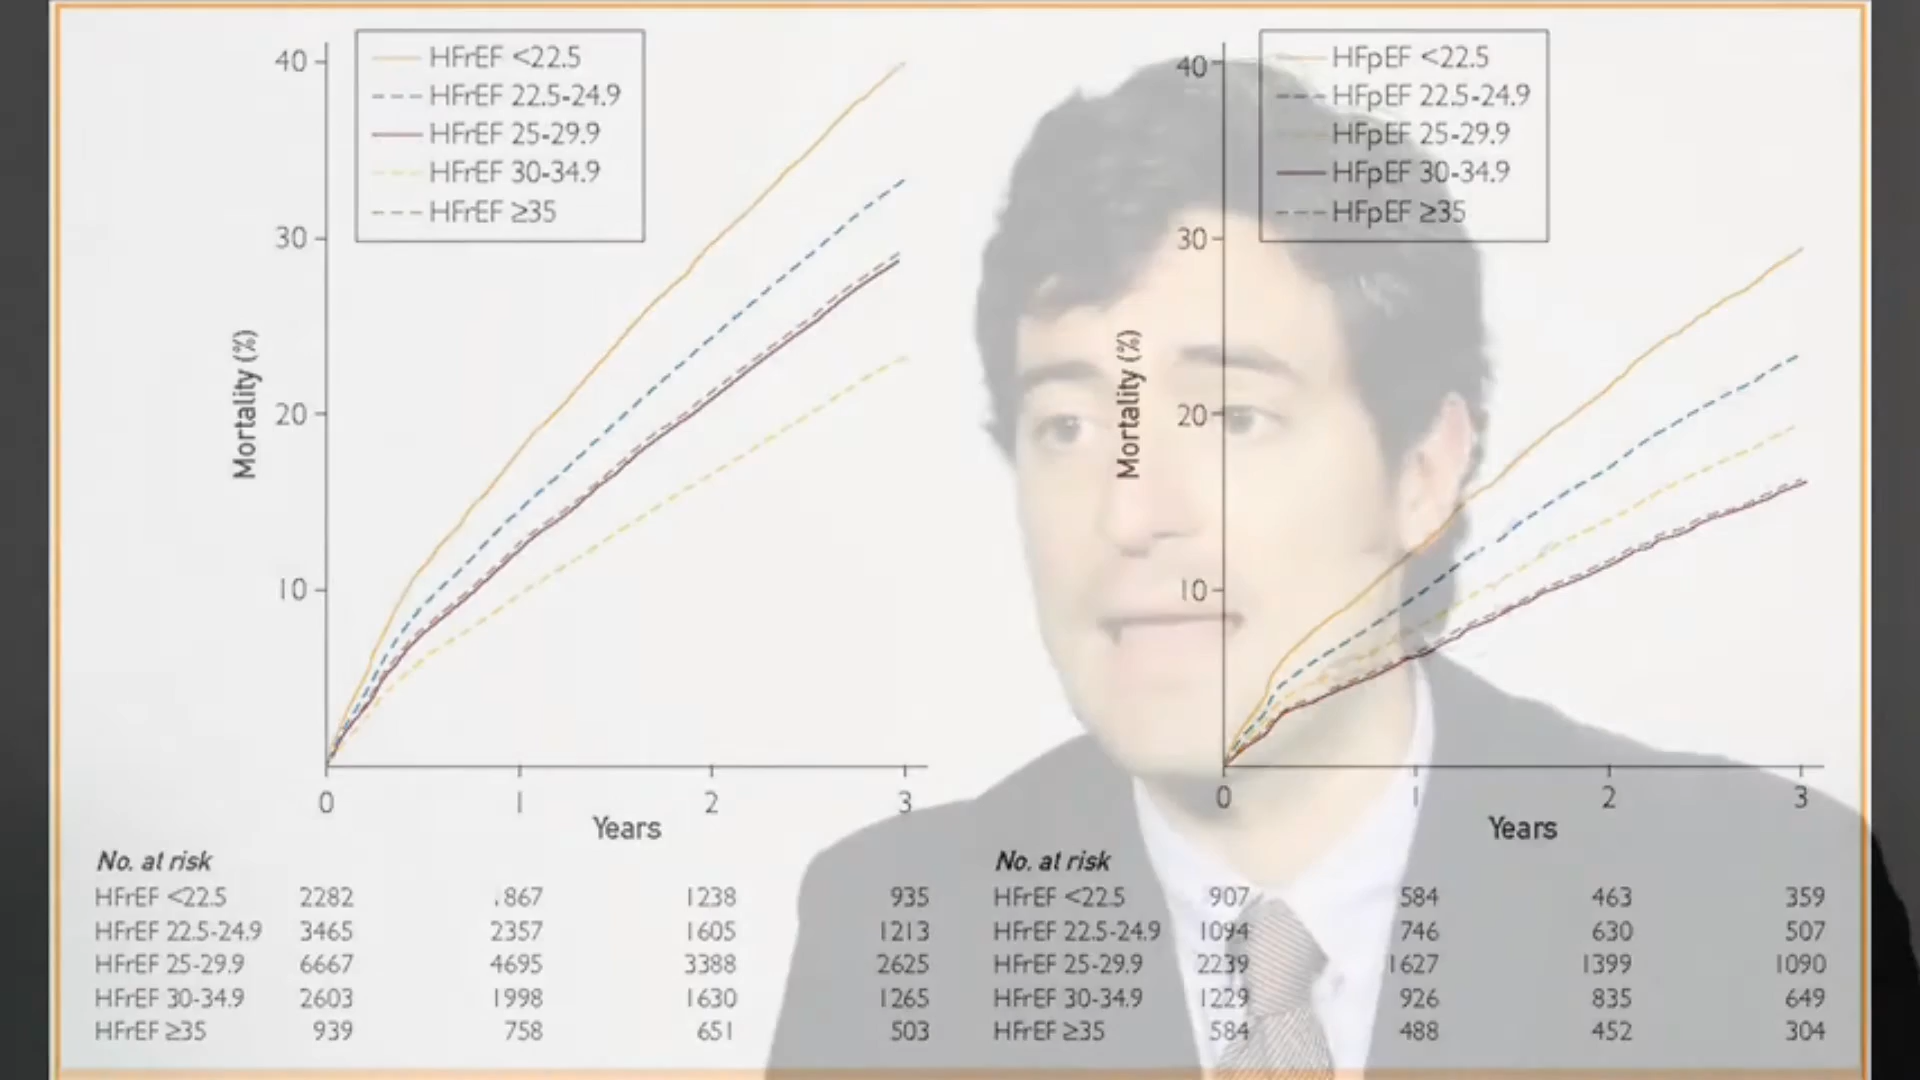 HFrEF <22.5
HFrEF 22.5-24.9
HFrEF 25-29.9
HFrEF 30-34.9
HFrEF ≥35
40
30
20
10
Mortality (%)
0 1 2 3
Years
No. at risk
HFrEF <22.5 2282 867 1238 935
HFrEF 22.5-24.9 3465 2357 1605 1213
HFrEF 25-29.9 6667 4695 3388 2625
HFrEF 30-34.9 2603 1998 1630 1265
HFrEF ≥35 939 758 651 503
HFpEF <22.5
HFpEF 22.5-24.9
HFpEF 25-29.9
HFpEF 30-34.9
HFpEF ≥35
40
30
20
10
Mortality (%)
0 1 2 3
Years
No. at risk
HFrEF <22.5 907 584 463 359
HFrEF 22.5-24.9 1094 746 630 507
HFrEF 25-29.9 2239 1627 1399 1090
HFrEF 30-34.9 1229 926 835 649
HFrEF ≥35 584 488 452 304